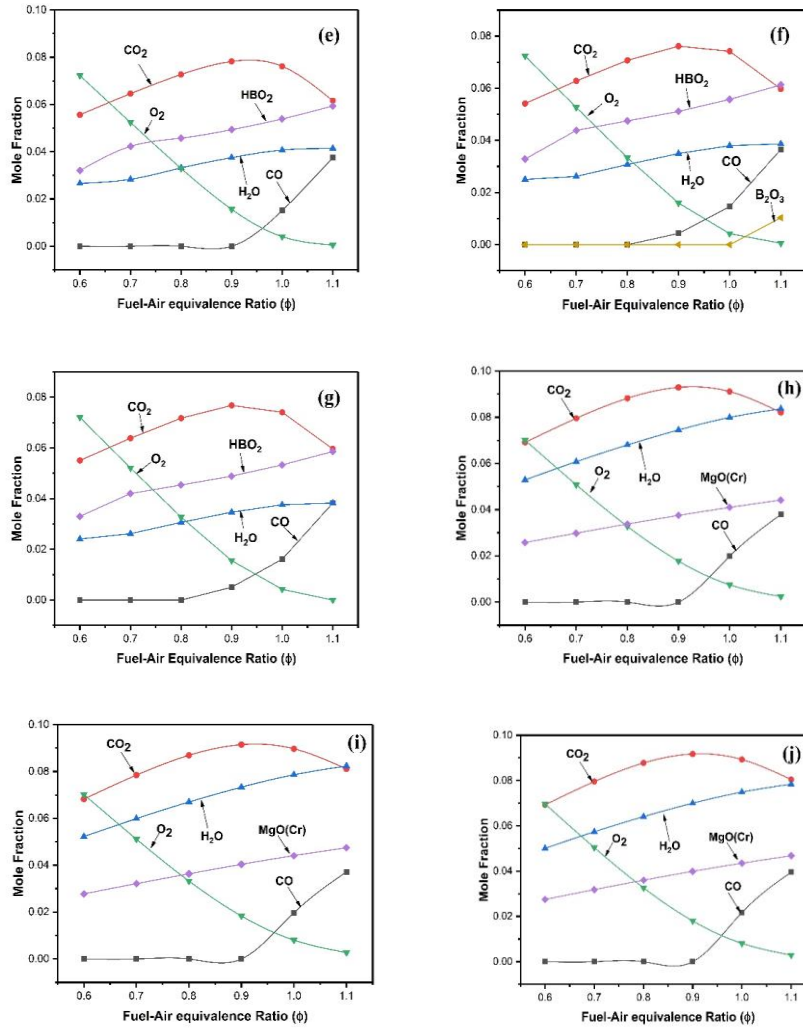 (e)
0.10
0.08
0.06
0.04
0.02
0.00
Mole Fraction
CO2
O2
HBO2
H2O
CO
0.6 0.7 0.8 0.9 1.0 1.1
Fuel-Air equivalence Ratio (ϕ)
(f)
0.08
0.06
0.04
0.02
0.00
Mole Fraction
CO2
O2
HBO2
H2O
CO
B2O3
0.6 0.7 0.8 0.9 1.0 1.1
Fuel-Air Equivalence Ratio (ϕ)
(g)
0.08
0.06
0.04
0.02
0.00
Mole Fraction
CO2
O2
HBO2
H2O
CO
0.6 0.7 0.8 0.9 1.0 1.1
Fuel-Air Equivalence Ratio (ϕ)
(h)
0.10
0.08
0.06
0.04
0.02
0.00
Mole Fraction
CO2
O2
H2O
MgO(Cr)
CO
0.6 0.7 0.8 0.9 1.0 1.1
Fuel-Air equivalence Ratio (ϕ)
(i)
0.10
0.08
0.06
0.04
0.02
0.00
Mole Fraction
CO2
O2
H2O
MgO(Cr)
CO
0.6 0.7 0.8 0.9 1.0 1.1
Fuel-Air equivalence Ratio (ϕ)
(j)
0.10
0.08
0.06
0.04
0.02
0.00
Mole Fraction
CO2
O2
H2O
MgO(Cr)
CO
0.6 0.7 0.8 0.9 1.0 1.1
Fuel-Air equivalence Ratio (ϕ)